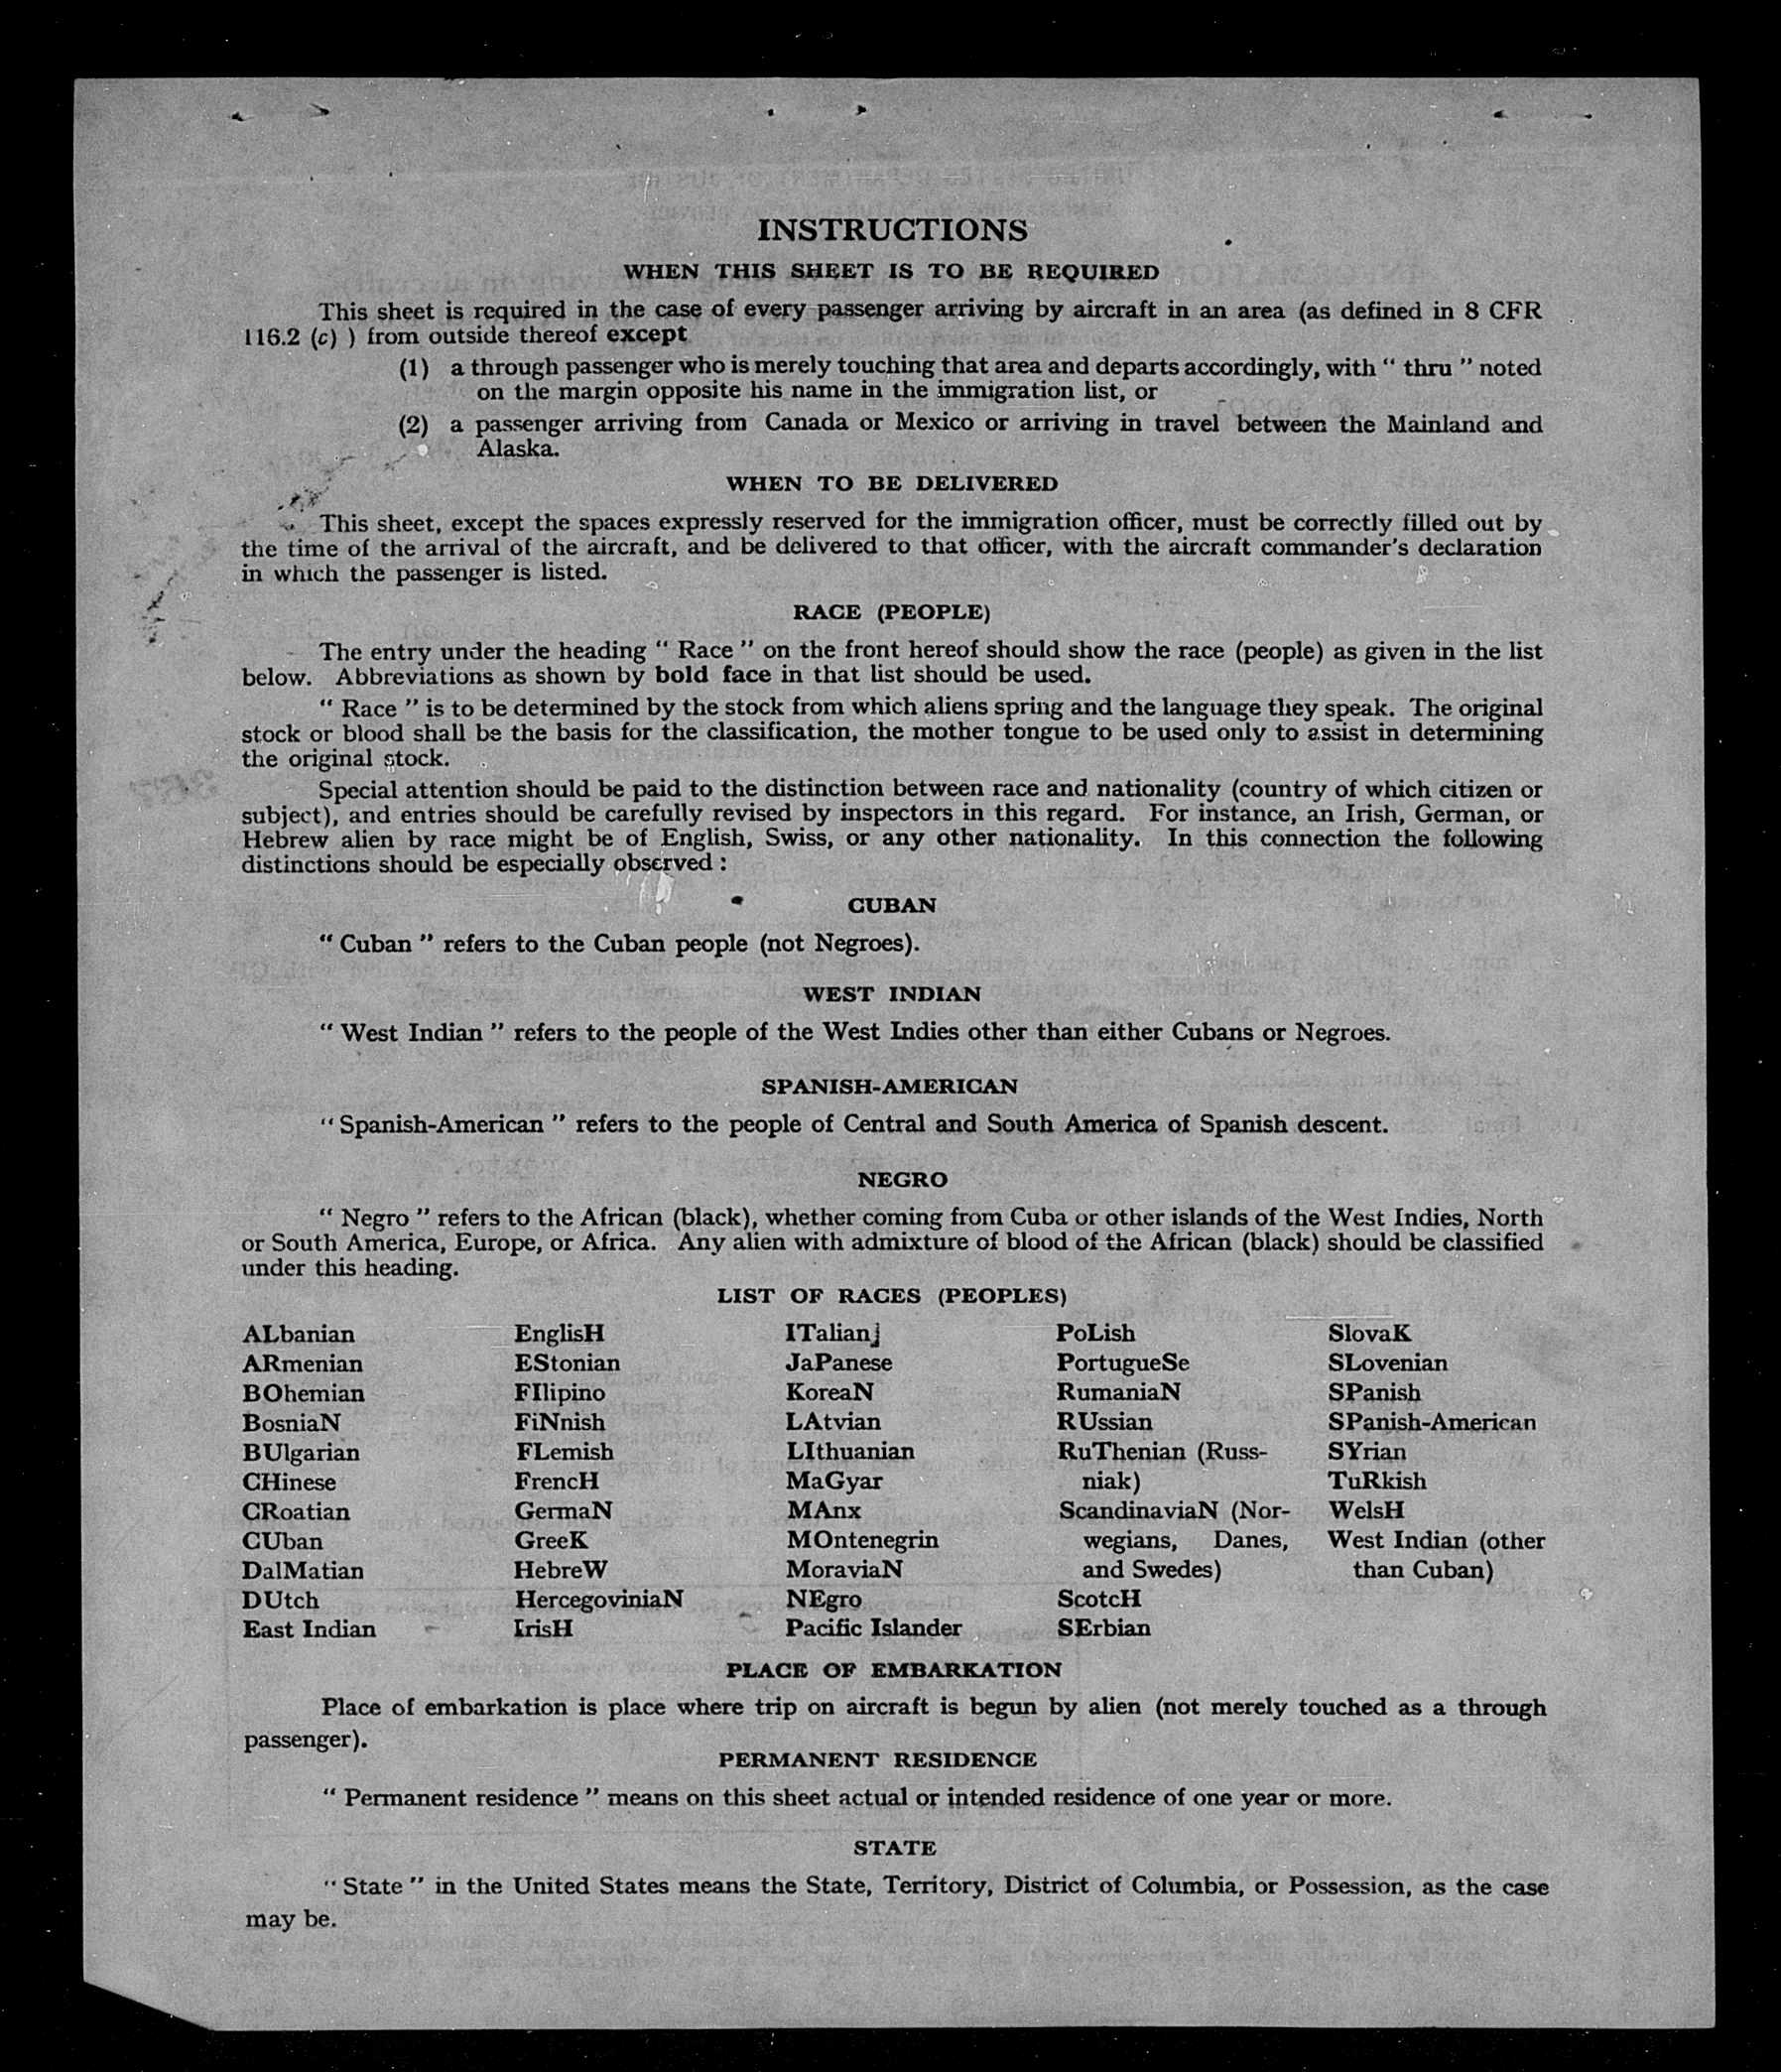 INSTRUCTIONS
WHEN THIS SHEET IS TO BE REQUIRED
This sheet is required in the case of every passenger arriving by aircraft in an area (as defined in 8 CFR
116.2 (c) ) from outside thereof except
(1) a through passenger who is merely touching that area and departs accordingly, with " thru " noted
on the margin opposite his name in the immigration list, or
(2) a passenger arriving from Canada or Mexico or arriving in travel between the Mainland and
Alaska.
WHEN TO BE DELIVERED
This sheet, except the spaces expressly reserved for the immigration officer, must be correctly filled out by
the time of the arrival of the aircraft, and be delivered to that officer, with the aircraft commander's declaration
in which the passenger is listed.
RACE (PEOPLE)
The entry under the heading " Race " on the front hereof should show the race (people) as given in the list
below. Abbreviations as shown by bold face in that list should be used.
" Race " is to be determined by the stock from which aliens spring and the language they speak. The original
stock or blood shall be the basis for the classification, the mother tongue to be used only to assist in determining
the original stock.
Special attention should be paid to the distinction between race and nationality (country of which citizen or
subject), and entries should be carefully revised by inspectors in this regard. For instance, an Irish, German, or
Hebrew alien by race might be of English, Swiss, or any other nationality. In this connection the following
distinctions should be especially observed :
CUBAN
" Cuban " refers to the Cuban people (not Negroes).
WEST INDIAN
" West Indian " refers to the people of the West Indies other than either Cubans or Negroes.
SPANISH-AMERICAN
" Spanish-American " refers to the people of Central and South America of Spanish descent.
NEGRO
" Negro " refers to the African (black), whether coming from Cuba or other islands of the West Indies, North
or South America, Europe, or Africa. Any alien with admixture of blood of the African (black) should be classified
under this heading.
LIST OF RACES (PEOPLES)
ALbanian
ARmenian
BOhemian
BosniaN
BUlgarian
CHinese
CRoatian
CUban
DalMatian
DUtch
East Indian
EnglisH
EStonian
FIlipino
FiNnish
FLemish
FrencH
GermaN
GreeK
HebreW
HercegoviniaN
IrisH
ITalian
JaPanese
KoreaN
LAtvian
LIthuanian
MaGyar
MAnx
MOntenegrin
MoraviaN
NEgro
Pacific Islander
PoLish
PortugueSe
RumaniaN
RUssian
RuThenian (Russ-
niak)
ScandinaviaN (Nor-
wegians, Danes,
and Swedes)
ScotcH
SErbian
SlovaK
SLovenian
SPanish
SPanish-American
SYrian
TuRkish
WelsH
West Indian (other
than Cuban)
PLACE OF EMBARKATION
Place of embarkation is place where trip on aircraft is begun by alien (not merely touched as a through
passenger).
PERMANENT RESIDENCE
" Permanent residence " means on this sheet actual or intended residence of one year or more.
STATE
" State " in the United States means the State, Territory, District of Columbia, or Possession, as the case
may be.